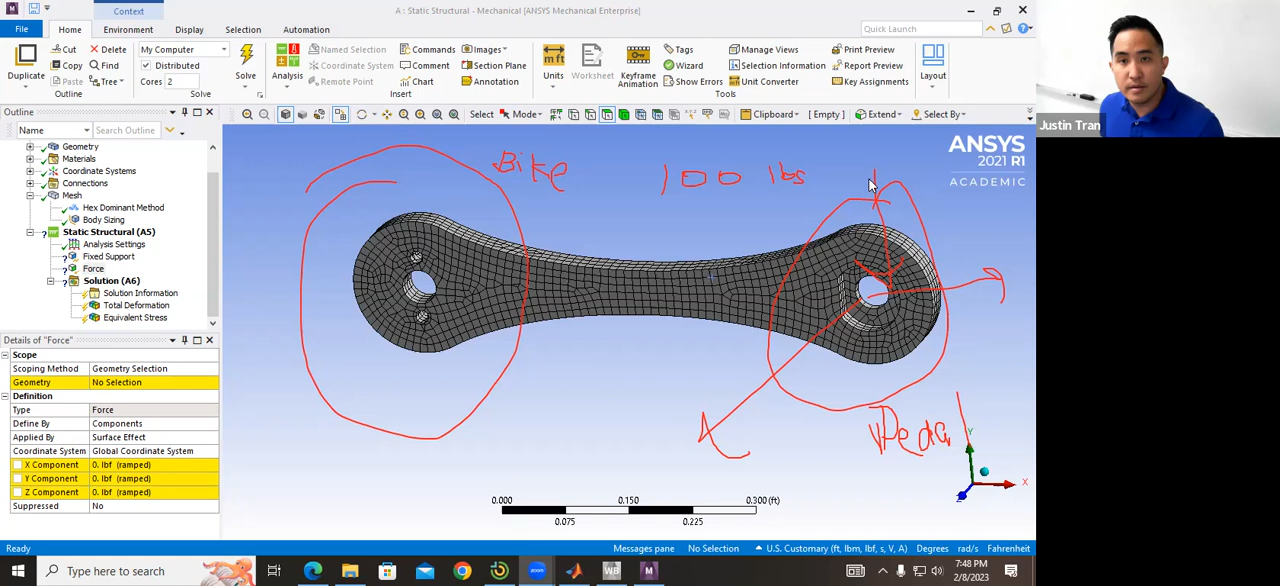 Context
A : Static Structural - Mechanical [ANSYS Mechanical Enterprise]
File Home Environment Display Selection Automation Quick Launch
Duplicate
Cut
Copy
Paste
Delete
Find
Tree
Outline
My Computer
Distributed
Cores 2
Solve
Solve
Analysis
Named Selection
Coordinate System
Remote Point
Commands
Comment
Chart
Images
Section Plane
Annotation
Insert
Units
Worksheet
Keyframe Animation
Tags
Wizard
Show Errors
Manage Views
Selection Information
Unit Converter
Print Preview
Report Preview
Key Assignments
Tools
Layout
Justin Tran
Outline
Select Mode Clipboard [ Empty ] Extend Select By
Name Search Outline
Geometry
Materials
Coordinate Systems
Connections
Mesh
Hex Dominant Method
Body Sizing
Static Structural (A5)
Analysis Settings
Fixed Support
Force
Solution (A6)
Solution Information
Total Deformation
Equivalent Stress
Details of "Force"
Scope
Scoping Method Geometry Selection
Geometry No Selection
Definition
Type Force
Define By Components
Applied By Surface Effect
Coordinate System Global Coordinate System
X Component 0. lbf (ramped)
Y Component 0. lbf (ramped)
Z Component 0. lbf (ramped)
Suppressed No
ANSYS
2021 R1
ACADEMIC
Bike
100 lbs
Y
X
Z
0.000 0.150 0.300 (ft)
0.075 0.225
Ready Messages pane No Selection U.S. Customary (ft, lbm, lbf, s, V, A) Degrees rad/s Fahrenheit
Type here to search
zoom
WB
M
7:48 PM
2/8/2023